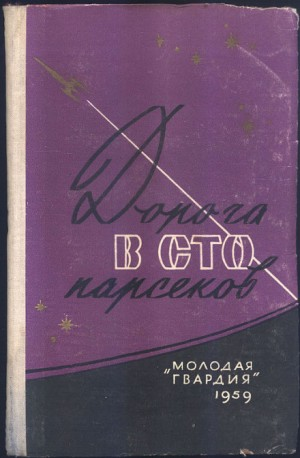 Дорога
В СТО
парсеков
"МОЛОДАЯ
ГВАРДИЯ"
1959